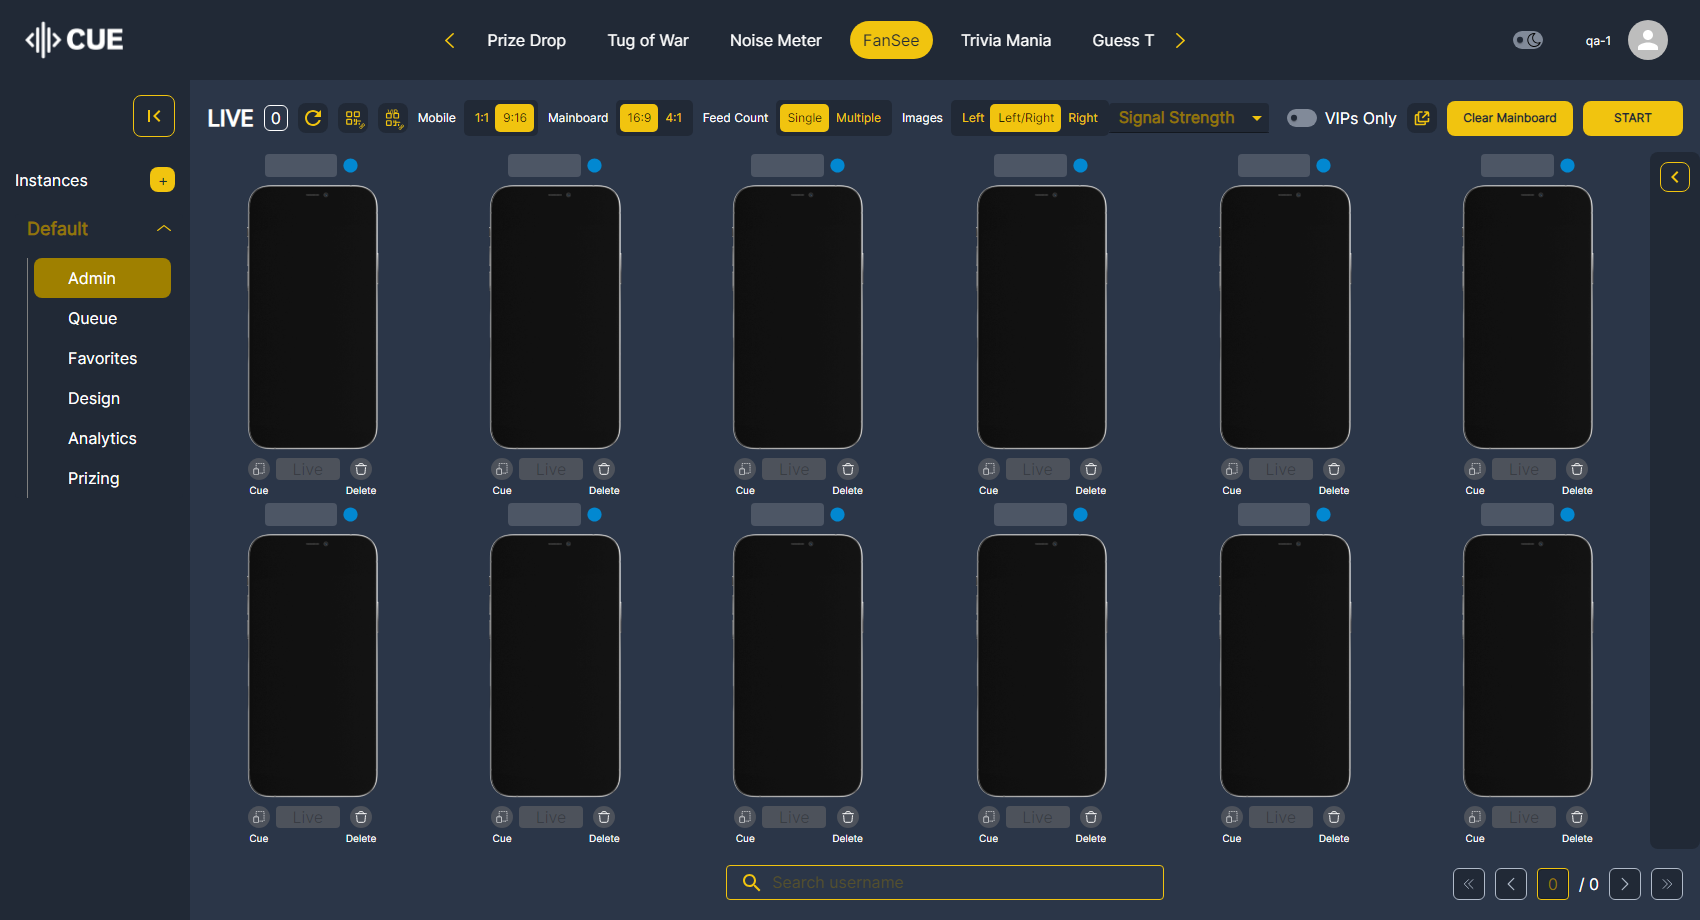 CUE
Prize Drop Tug of War Noise Meter FanSee Trivia Mania Guess T
qa-1
LIVE 0 Mobile 1:1 9:16 Mainboard 16:9 4:1 Feed Count Single Multiple Images Left Left/Right Right Signal Strength VIPs Only Clear Mainboard START
Instances +
Default
Admin
Queue
Favorites
Design
Analytics
Prizing
Live Live Live Live Live Live
Cue Delete Cue Delete Cue Delete Cue Delete Cue Delete Cue Delete
Live Live Live Live Live Live
Cue Delete Cue Delete Cue Delete Cue Delete Cue Delete Cue Delete
Search username
0 / 0